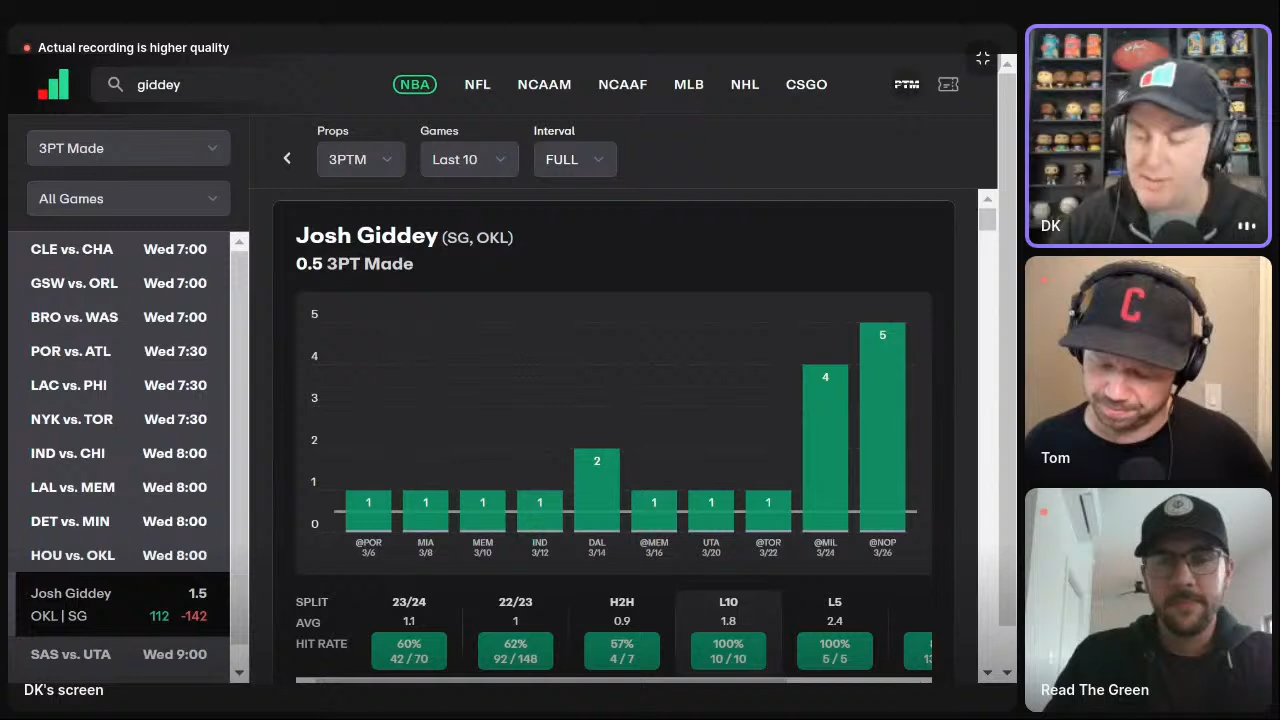 Actual recording is higher quality
giddey
NBA
NFL
NCAAM
NCAAF
MLB
NHL
CSGO
PTM
3PT Made
All Games
Props
Games
Interval
3PTM
Last 10
FULL
CLE vs. CHA Wed 7:00
GSW vs. ORL Wed 7:00
BRO vs. WAS Wed 7:00
POR vs. ATL Wed 7:30
LAC vs. PHI Wed 7:30
NYK vs. TOR Wed 7:30
IND vs. CHI Wed 8:00
LAL vs. MEM Wed 8:00
DET vs. MIN Wed 8:00
HOU vs. OKL Wed 8:00
Josh Giddey 1.5
OKL | SG 112 -142
SAS vs. UTA Wed 9:00
DK's screen
Josh Giddey (SG, OKL)
0.5 3PT Made
5
4
3
2
1
0
1 1 1 1 2 1 1 1 4 5
@POR MIA MEM IND DAL @MEM UTA @TOR @MIL @NOP
3/6 3/8 3/10 3/12 3/14 3/16 3/20 3/22 3/24 3/26
SPLIT 23/24 22/23 H2H L10 L5
AVG 1.1 1 0.9 1.8 2.4
HIT RATE 60% 62% 57% 100% 100%
42 / 70 92 / 148 4 / 7 10 / 10 5 / 5
DK
C
Tom
Read The Green